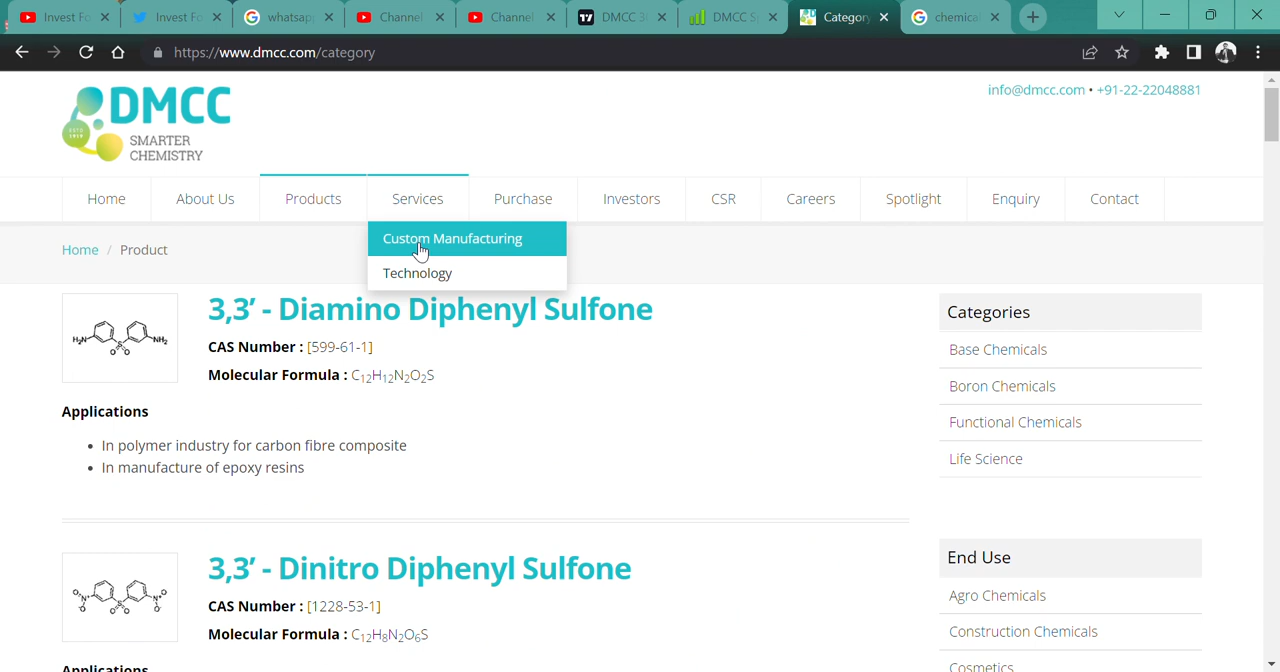 Invest Fo
Invest Fo
whatsap
Channel
Channel
DMCC 3
DMCC S
Category
chemical
https://www.dmcc.com/category
DMCC
ESTD 1919
SMARTER
CHEMISTRY
info@dmcc.com • +91-22-22048881
Home
About Us
Products
Services
Purchase
Investors
CSR
Careers
Spotlight
Enquiry
Contact
Custom Manufacturing
Technology
Home / Product
3,3’ - Diamino Diphenyl Sulfone
CAS Number : [599-61-1]
Molecular Formula : C₁₂H₁₂N₂O₂S
H₂N
S
O O
NH₂
Applications
• In polymer industry for carbon fibre composite
• In manufacture of epoxy resins
3,3’ - Dinitro Diphenyl Sulfone
CAS Number : [1228-53-1]
Molecular Formula : C₁₂H₈N₂O₆S
Applications
Categories
Base Chemicals
Boron Chemicals
Functional Chemicals
Life Science
End Use
Agro Chemicals
Construction Chemicals
Cosmetics